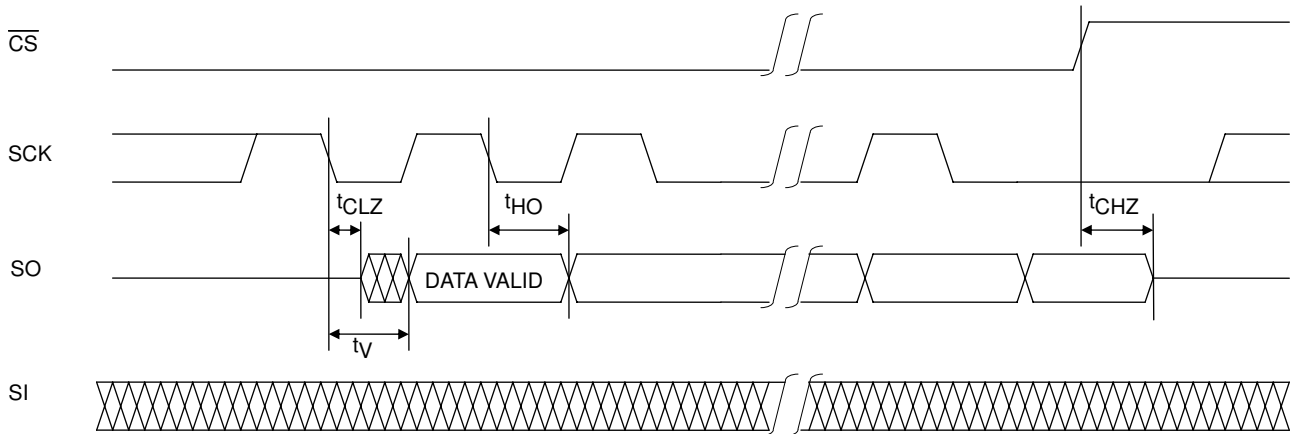 CS
SCK
tCLZ
tHO
tCHZ
SO
DATA VALID
tV
SI